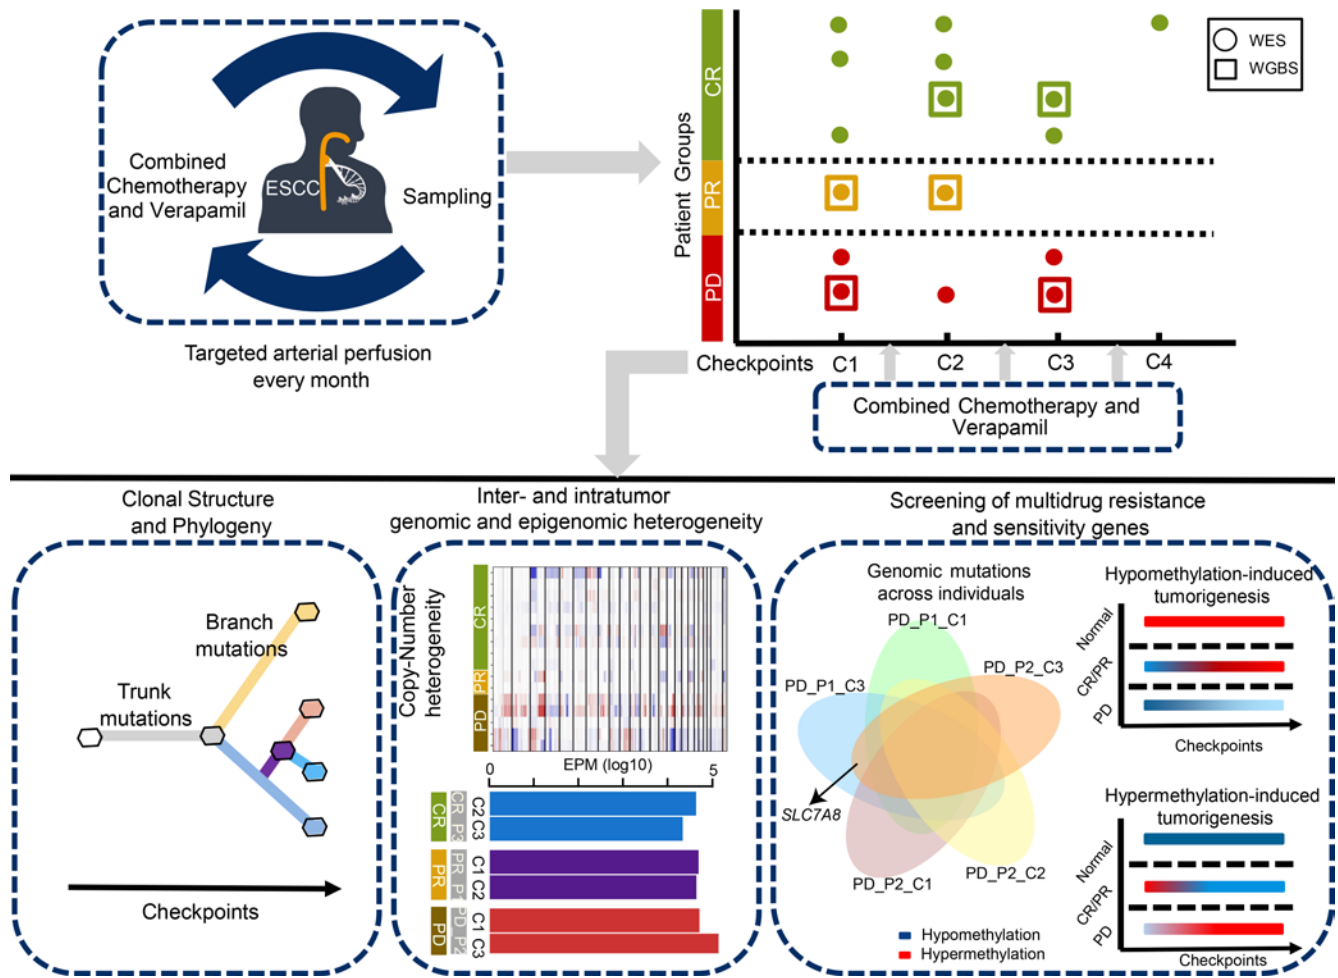 Combined
Chemotherapy
and Verapamil
ESCC
Sampling
Targeted arterial perfusion
every month
Patient Groups
CR
PR
PD
WES
WGBS
Checkpoints
C1
C2
C3
C4
Combined Chemotherapy and
Verapamil
Clonal Structure
and Phylogeny
Branch
mutations
Trunk
mutations
Checkpoints
Inter- and intratumor
genomic and epigenomic heterogeneity
Copy-Number
heterogeneity
CR
PR
PD
EPM (log10)
0
5
CR
CR_P3
C2
C3
PR
PR_P1
C1
C2
PD
PD_P2
C1
C3
Screening of multidrug resistance
and sensitivity genes
Genomic mutations
across individuals
PD_P1_C1
PD_P2_C3
PD_P1_C3
SLC7A8
PD_P2_C1
PD_P2_C2
Hypomethylation
Hypermethylation
Hypomethylation-induced
tumorigenesis
Normal
CR/PR
PD
Checkpoints
Hypermethylation-induced
tumorigenesis
Normal
CR/PR
PD
Checkpoints